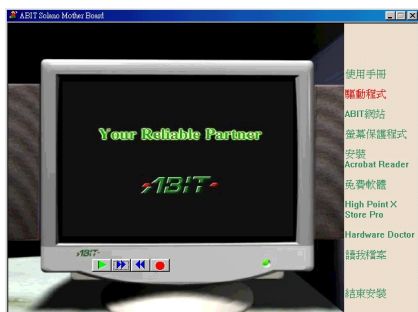 ABIT Solano Mother Board
Your Reliable Partner
ABIT
ABIT
使用手冊
驅動程式
ABIT網站
螢幕保護程式
安裝
Acrobat Reader
免費軟體
High Point X
Store Pro
Hardware Doctor
讀我檔案
結束安裝